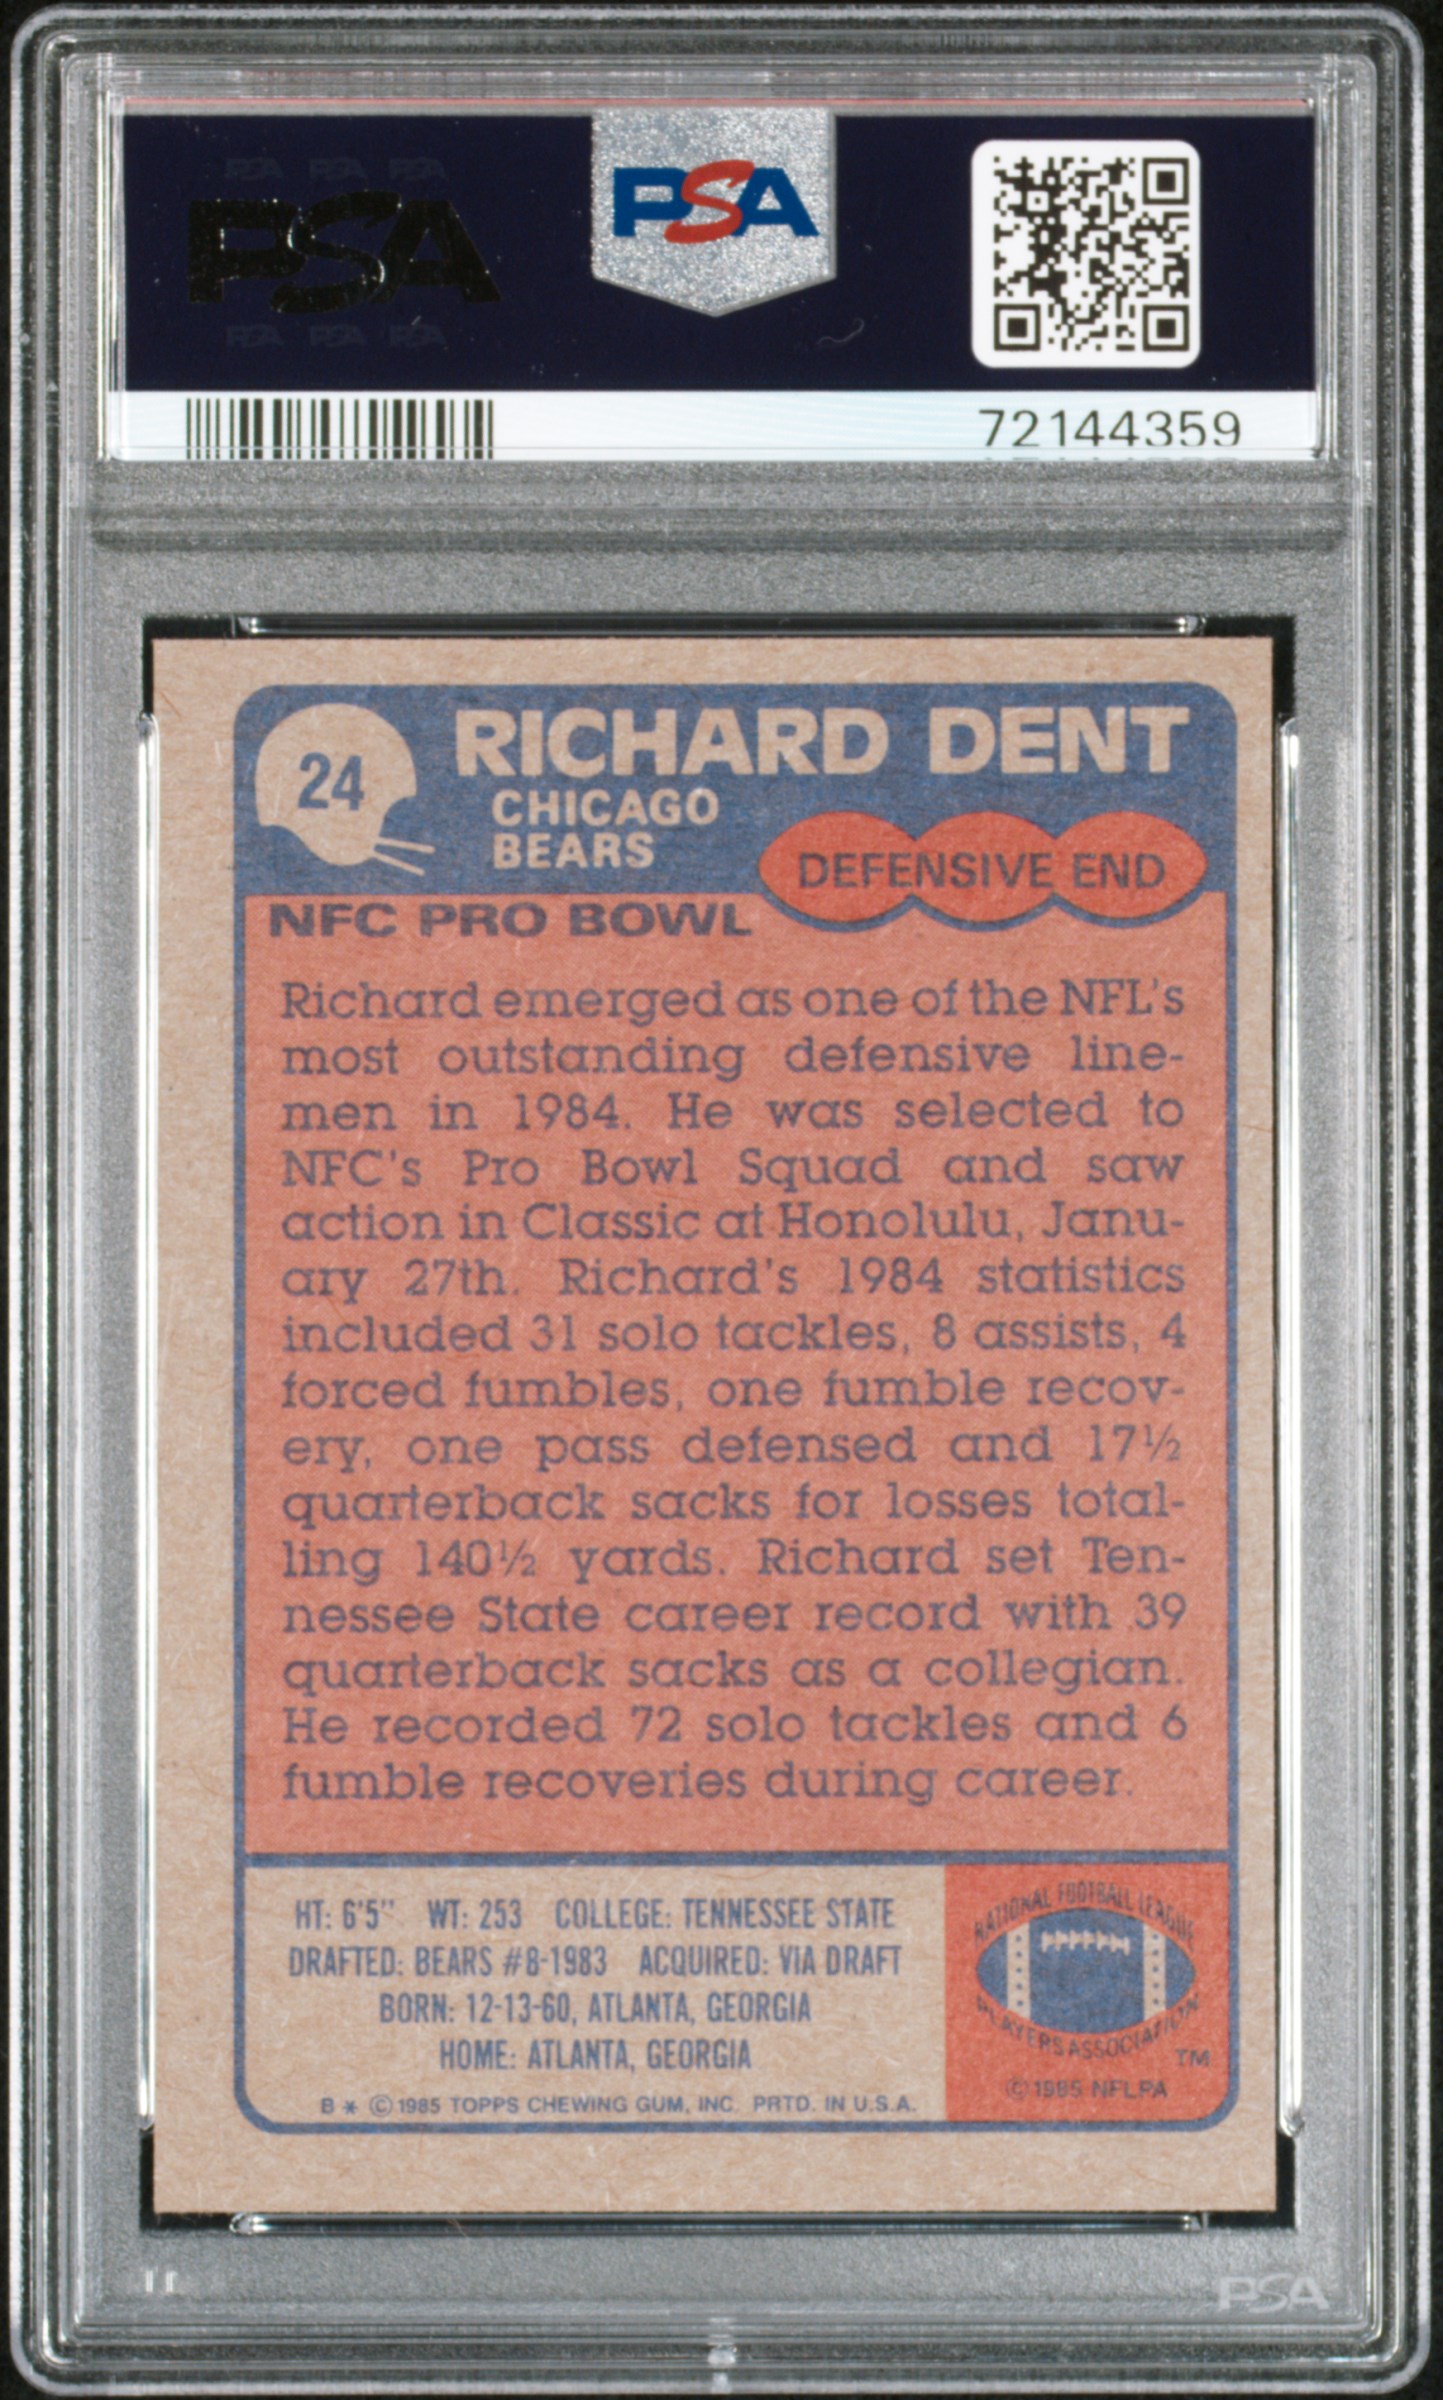 PSA PSA PSA
PSA
PSA PSA PSA
PSA
72144359
24
RICHARD DENT
CHICAGO
BEARS
DEFENSIVE END
NFC PRO BOWL
Richard emerged as one of the NFL's
most outstanding defensive line-
men in 1984. He was selected to
NFC's Pro Bowl Squad and saw
action in Classic at Honolulu, Janu-
ary 27th. Richard's 1984 statistics
included 31 solo tackles, 8 assists, 4
forced fumbles, one fumble recov-
ery, one pass defensed and 17½
quarterback sacks for losses total-
ling 140½ yards. Richard set Ten-
nessee State career record with 39
quarterback sacks as a collegian.
He recorded 72 solo tackles and 6
fumble recoveries during career.
HT: 6'5" WT: 253 COLLEGE: TENNESSEE STATE
DRAFTED: BEARS #8-1983 ACQUIRED: VIA DRAFT
BORN: 12-13-60, ATLANTA, GEORGIA
HOME: ATLANTA, GEORGIA
B * © 1985 TOPPS CHEWING GUM, INC. PRTD. IN U.S.A.
NATIONAL FOOTBALL LEAGUE
PLAYERS ASSOCIATION
TM
© 1985 NFLPA
PSA